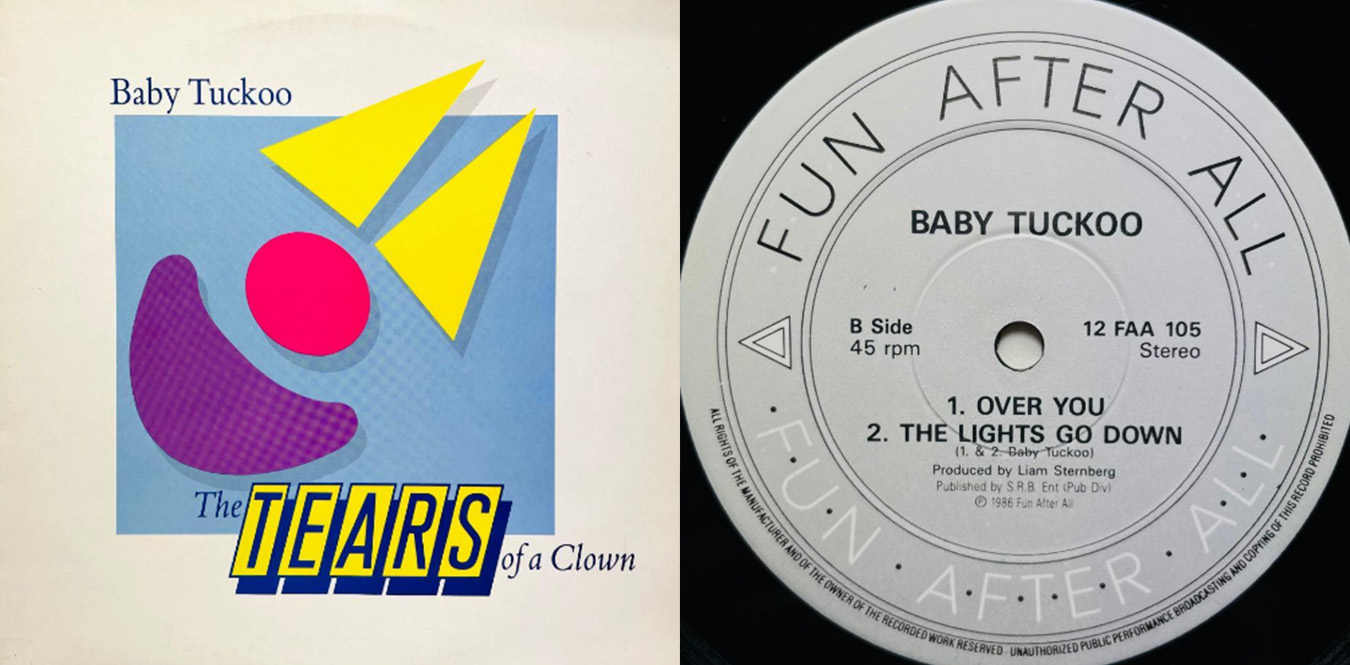 Baby Tuckoo
The TEARS of a Clown
FUN AFTER ALL
BABY TUCKOO
B Side
45 rpm
12 FAA 105
Stereo
1. OVER YOU
2. THE LIGHTS GO DOWN
(1. & 2. Baby Tuckoo)
Produced by Liam Sternberg
Published by S.R.B. Ent (Pub Div)
℗ 1986 Fun After All
FUN AFTER ALL
ALL RIGHTS OF THE MANUFACTURER AND OF THE OWNER OF THE RECORDED WORK RESERVED · UNAUTHORIZED PUBLIC PERFORMANCE BROADCASTING AND COPYING OF THIS RECORD PROHIBITED